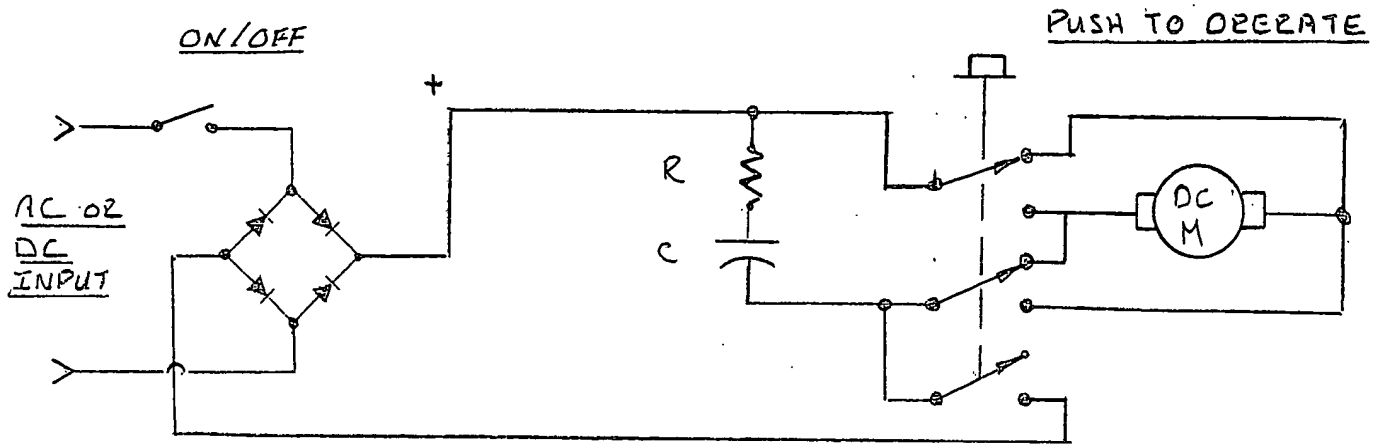 ON/OFF
PUSH TO OPERATE
+
AC OR
DC
INPUT
R
C
DC
M